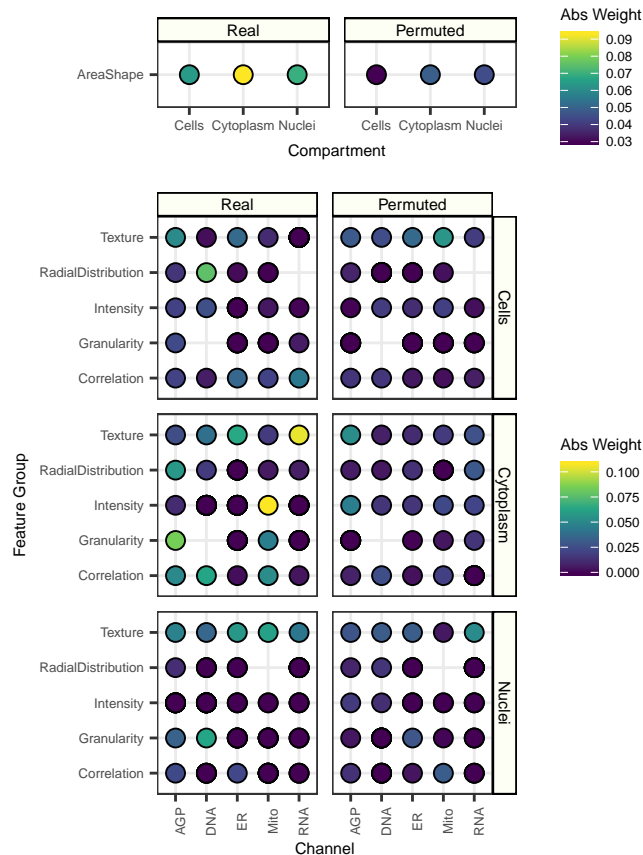 Real Permuted
AreaShape
Cells Cytoplasm Nuclei Cells Cytoplasm Nuclei
Compartment
Abs Weight
0.09
0.08
0.07
0.06
0.05
0.04
0.03
Real Permuted
Feature Group
Texture
RadialDistribution
Intensity
Granularity
Correlation
Cells
Texture
RadialDistribution
Intensity
Granularity
Correlation
Cytoplasm
Texture
RadialDistribution
Intensity
Granularity
Correlation
Nuclei
AGP DNA ER Mito RNA AGP DNA ER Mito RNA
Channel
Abs Weight
0.100
0.075
0.050
0.025
0.000